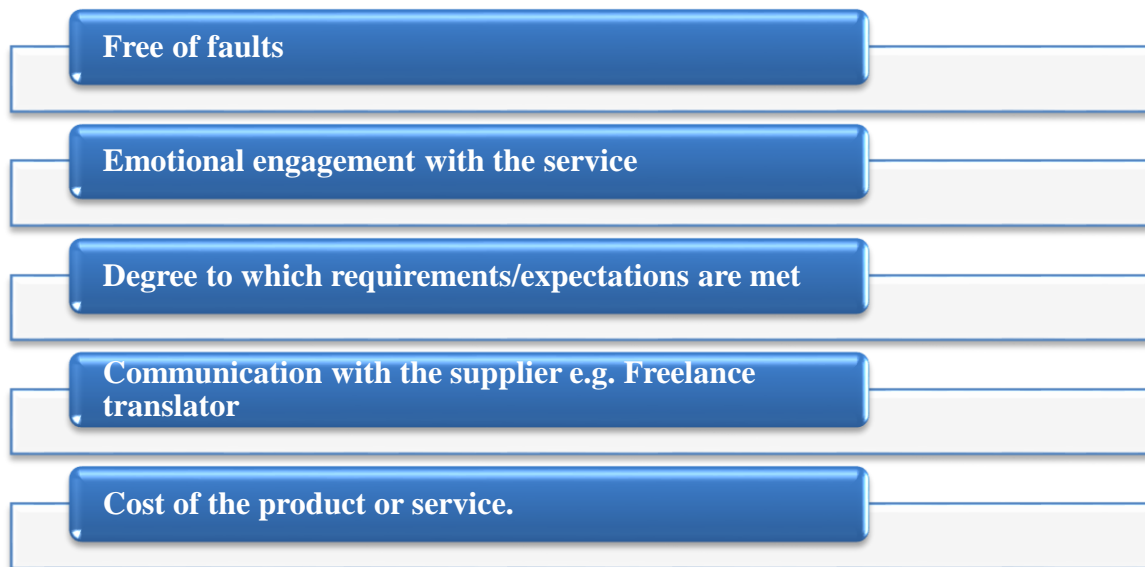 Free of faults
Emotional engagement with the service
Degree to which requirements/expectations are met
Communication with the supplier e.g. Freelance
translator
Cost of the product or service.